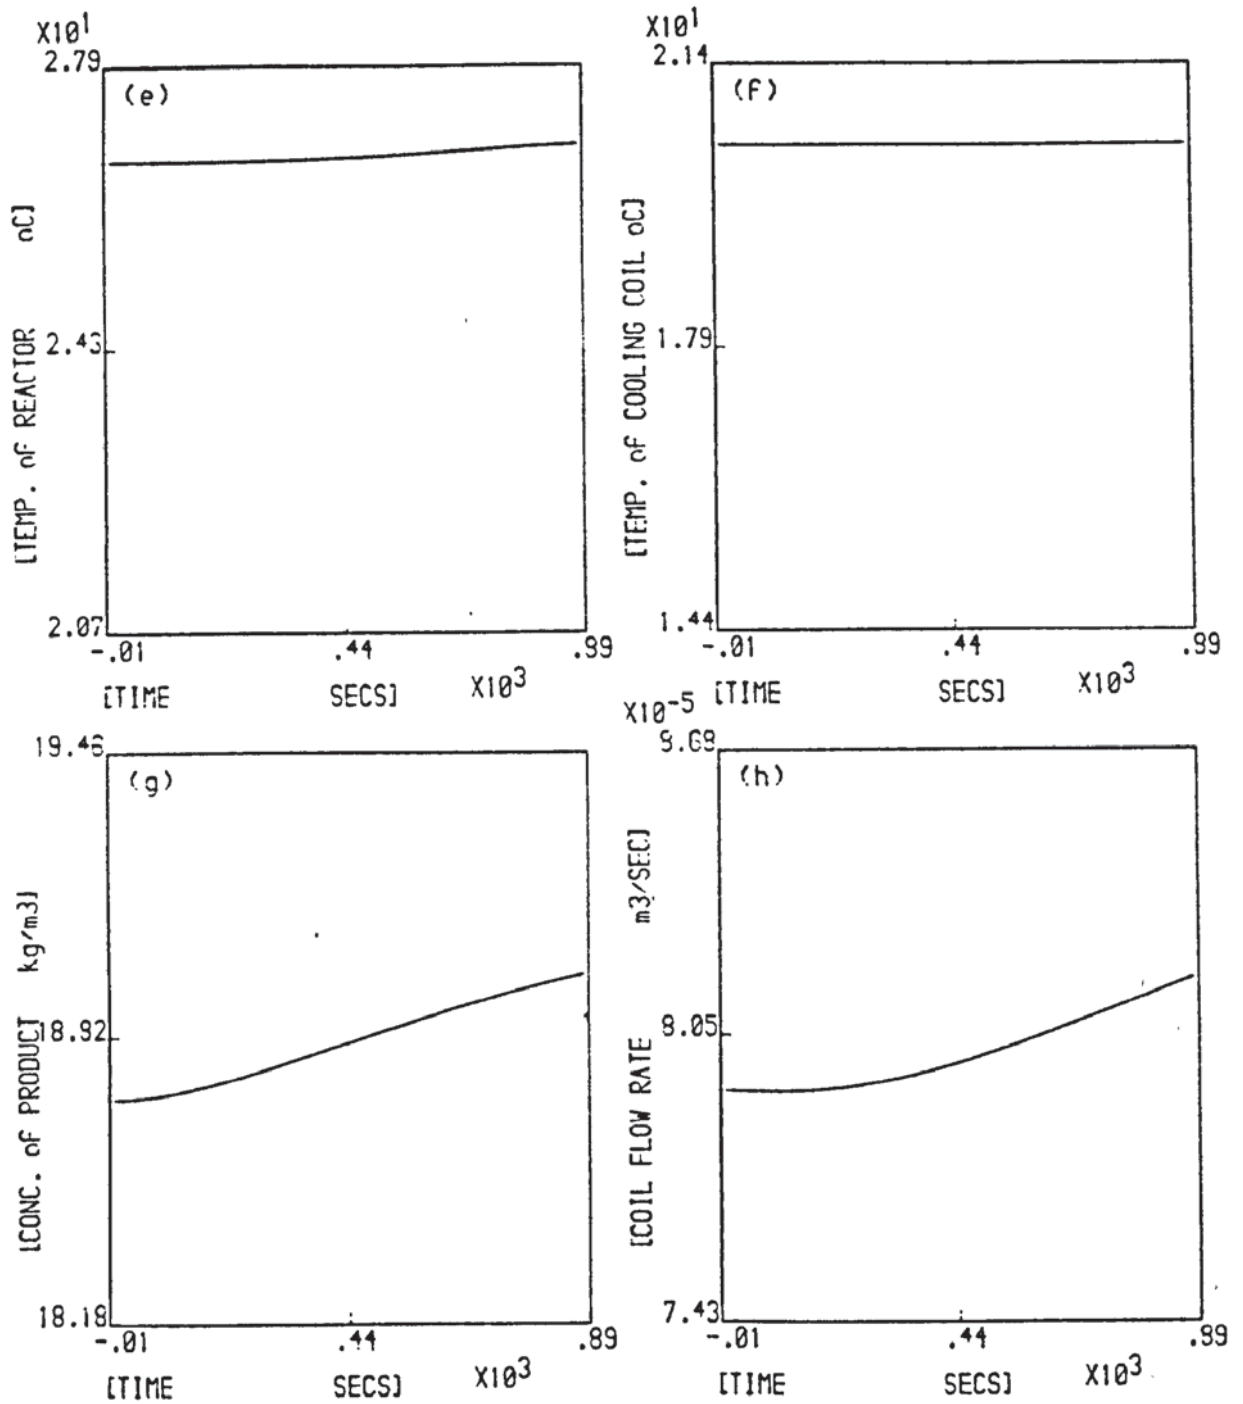 X10¹ X10¹
2.79 2.14
(e) (f)
[TEMP. of REACTOR oC] [TEMP. of COOLING COIL oC]
2.43 1.79
2.07 1.44
-.01 .44 .99 -.01 .44 .99
[TIME SECS] X10³ [TIME SECS] X10³
X10⁻⁵
19.46
(g) (h)
[CONC. of PRODUCT kg/m3] [COIL FLOW RATE m3/SEC]
18.92 8.05
18.18 7.43
-.01 .44 .89 -.01 .44 .99
[TIME SECS] X10³ [TIME SECS] X10³